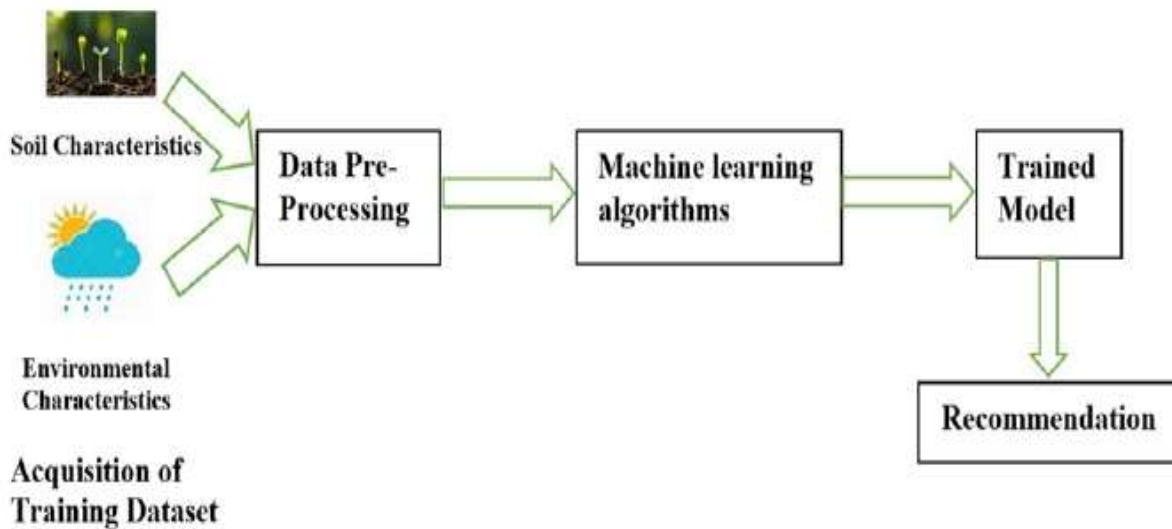 Soil Characteristics
Environmental
Characteristics
Acquisition of
Training Dataset
Data Pre-
Processing
Machine learning
algorithms
Trained
Model
Recommendation